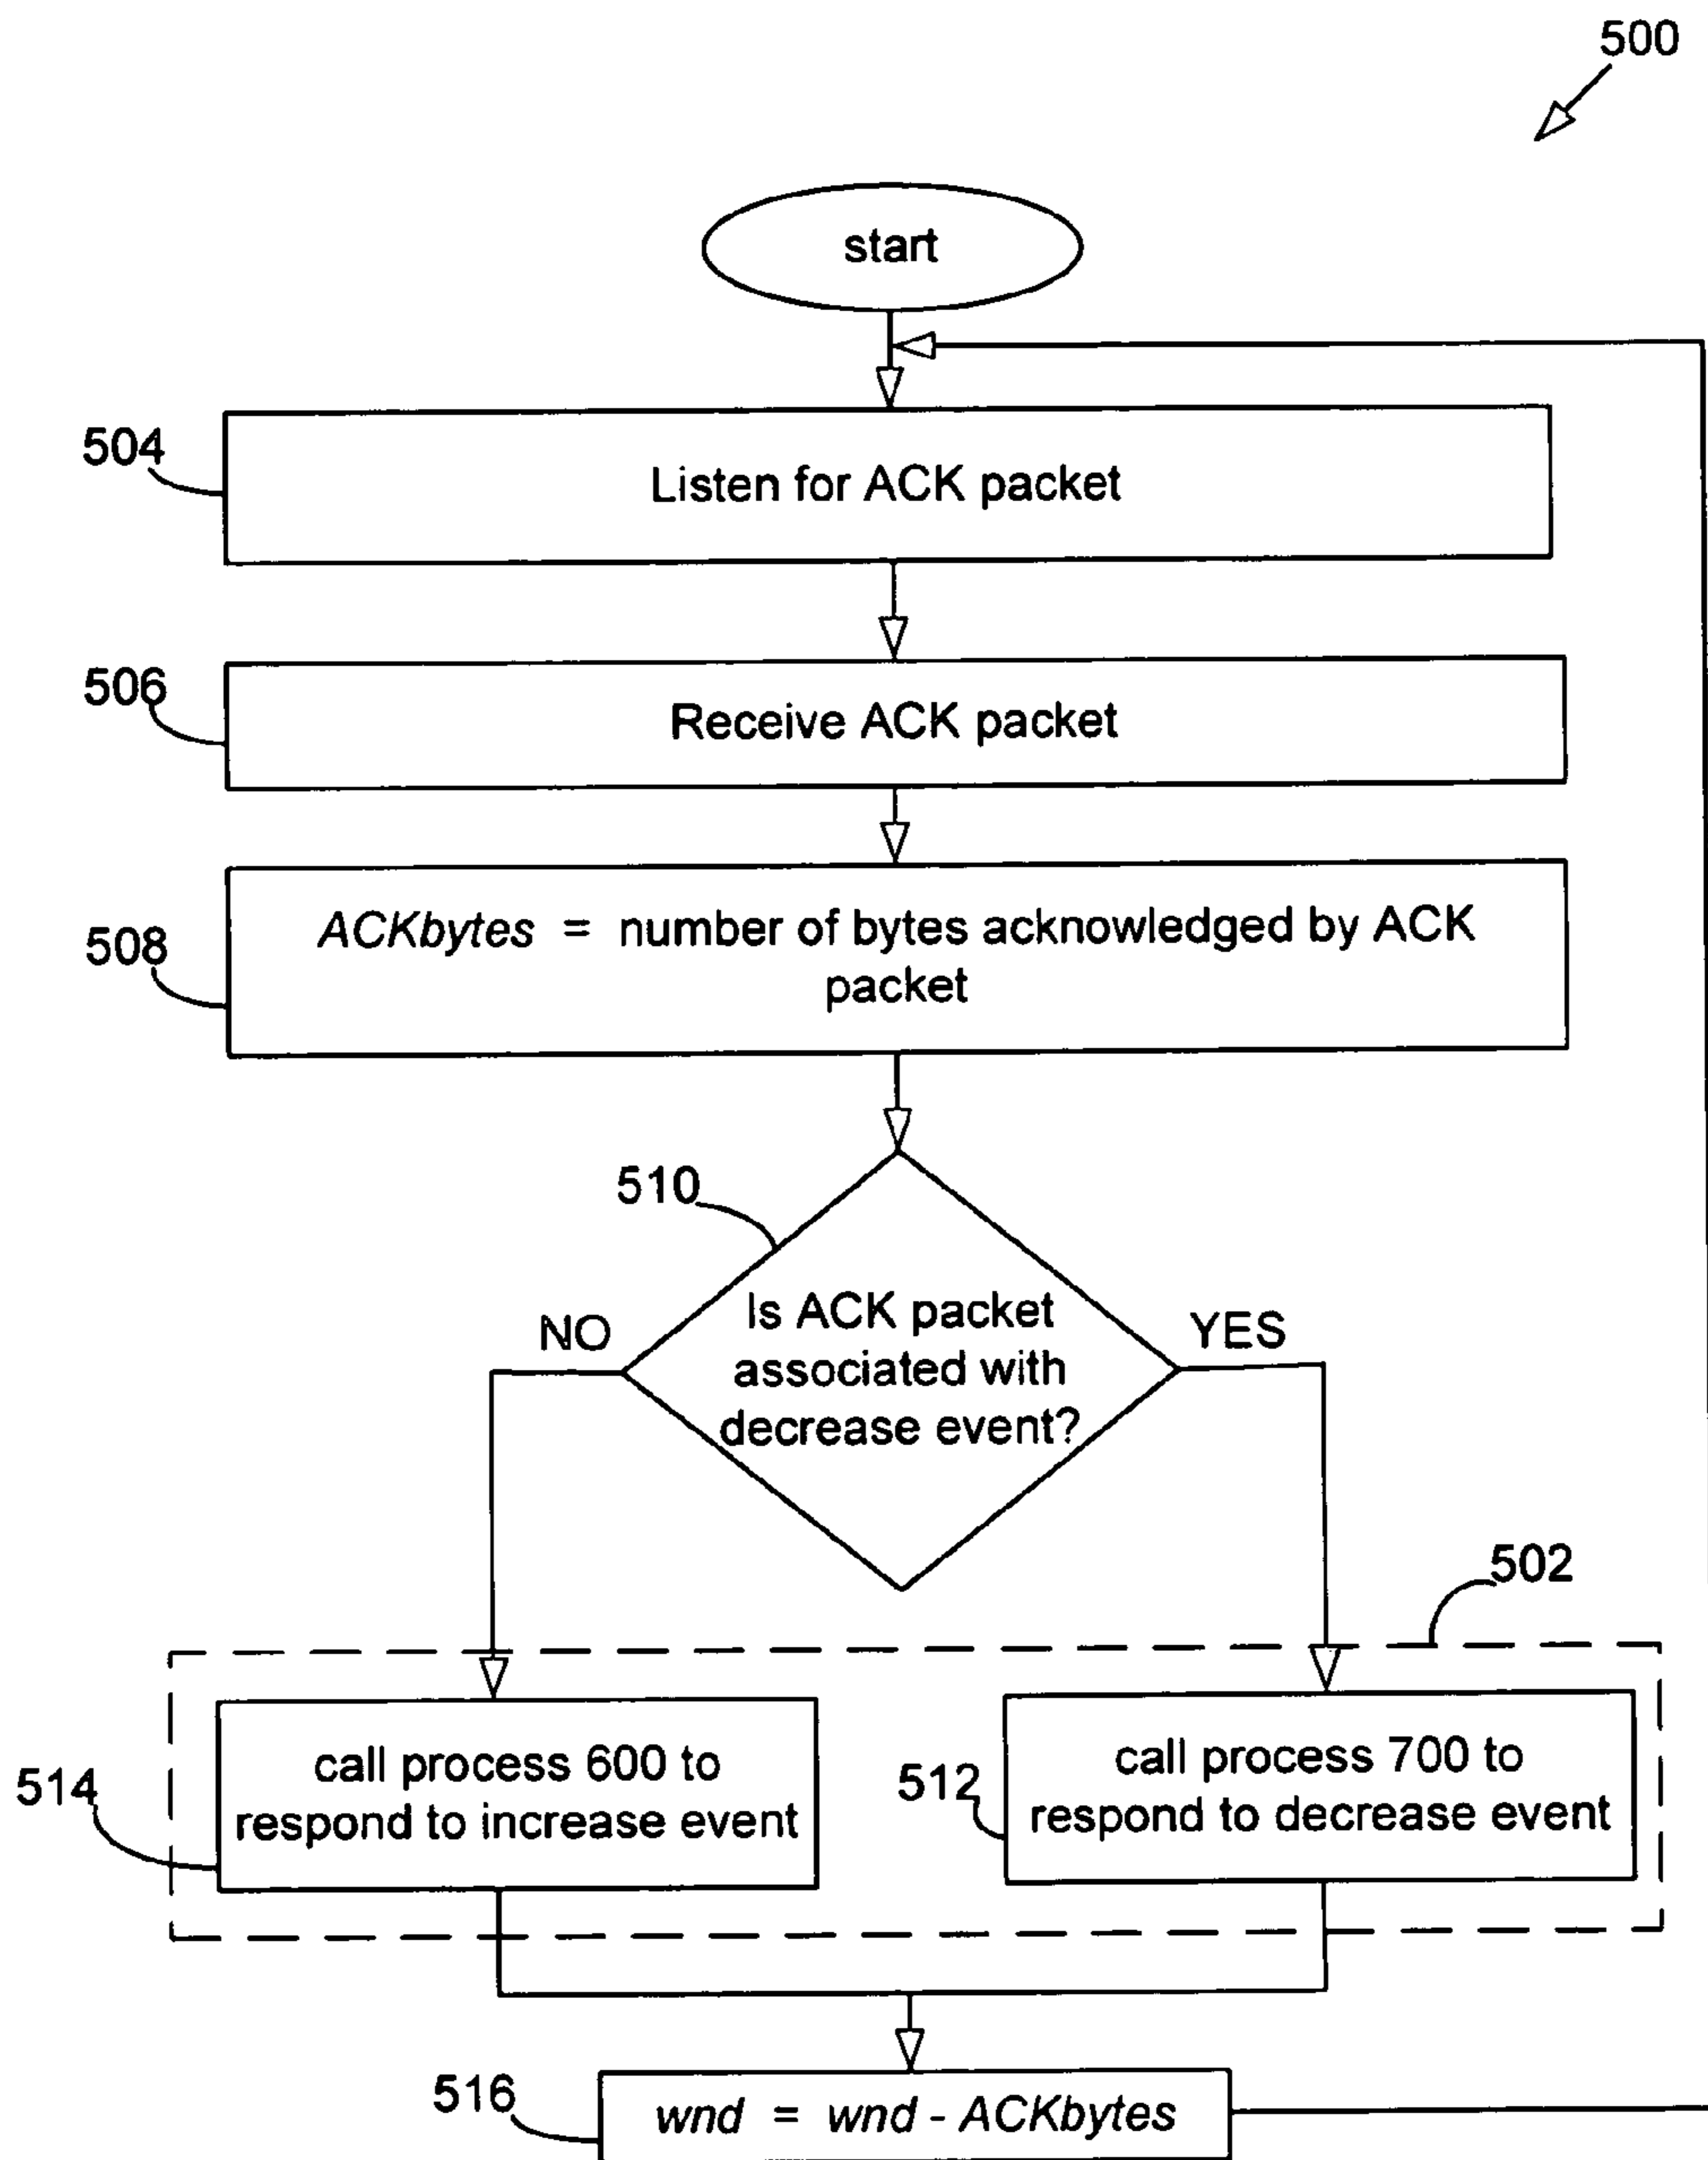 500
start
504
Listen for ACK packet
506
Receive ACK packet
508
ACKbytes = number of bytes acknowledged by ACK
packet
510
NO
Is ACK packet
associated with
decrease event?
YES
502
514
call process 600 to
respond to increase event
512
call process 700 to
respond to decrease event
516
wnd = wnd - ACKbytes